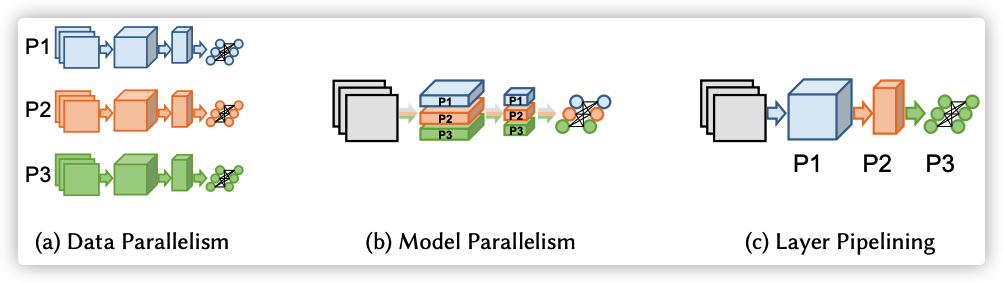 P1
P2
P3
(a) Data Parallelism
P1
P2
P3
P1
P2
P3
(b) Model Parallelism
P1 P2 P3
(c) Layer Pipelining